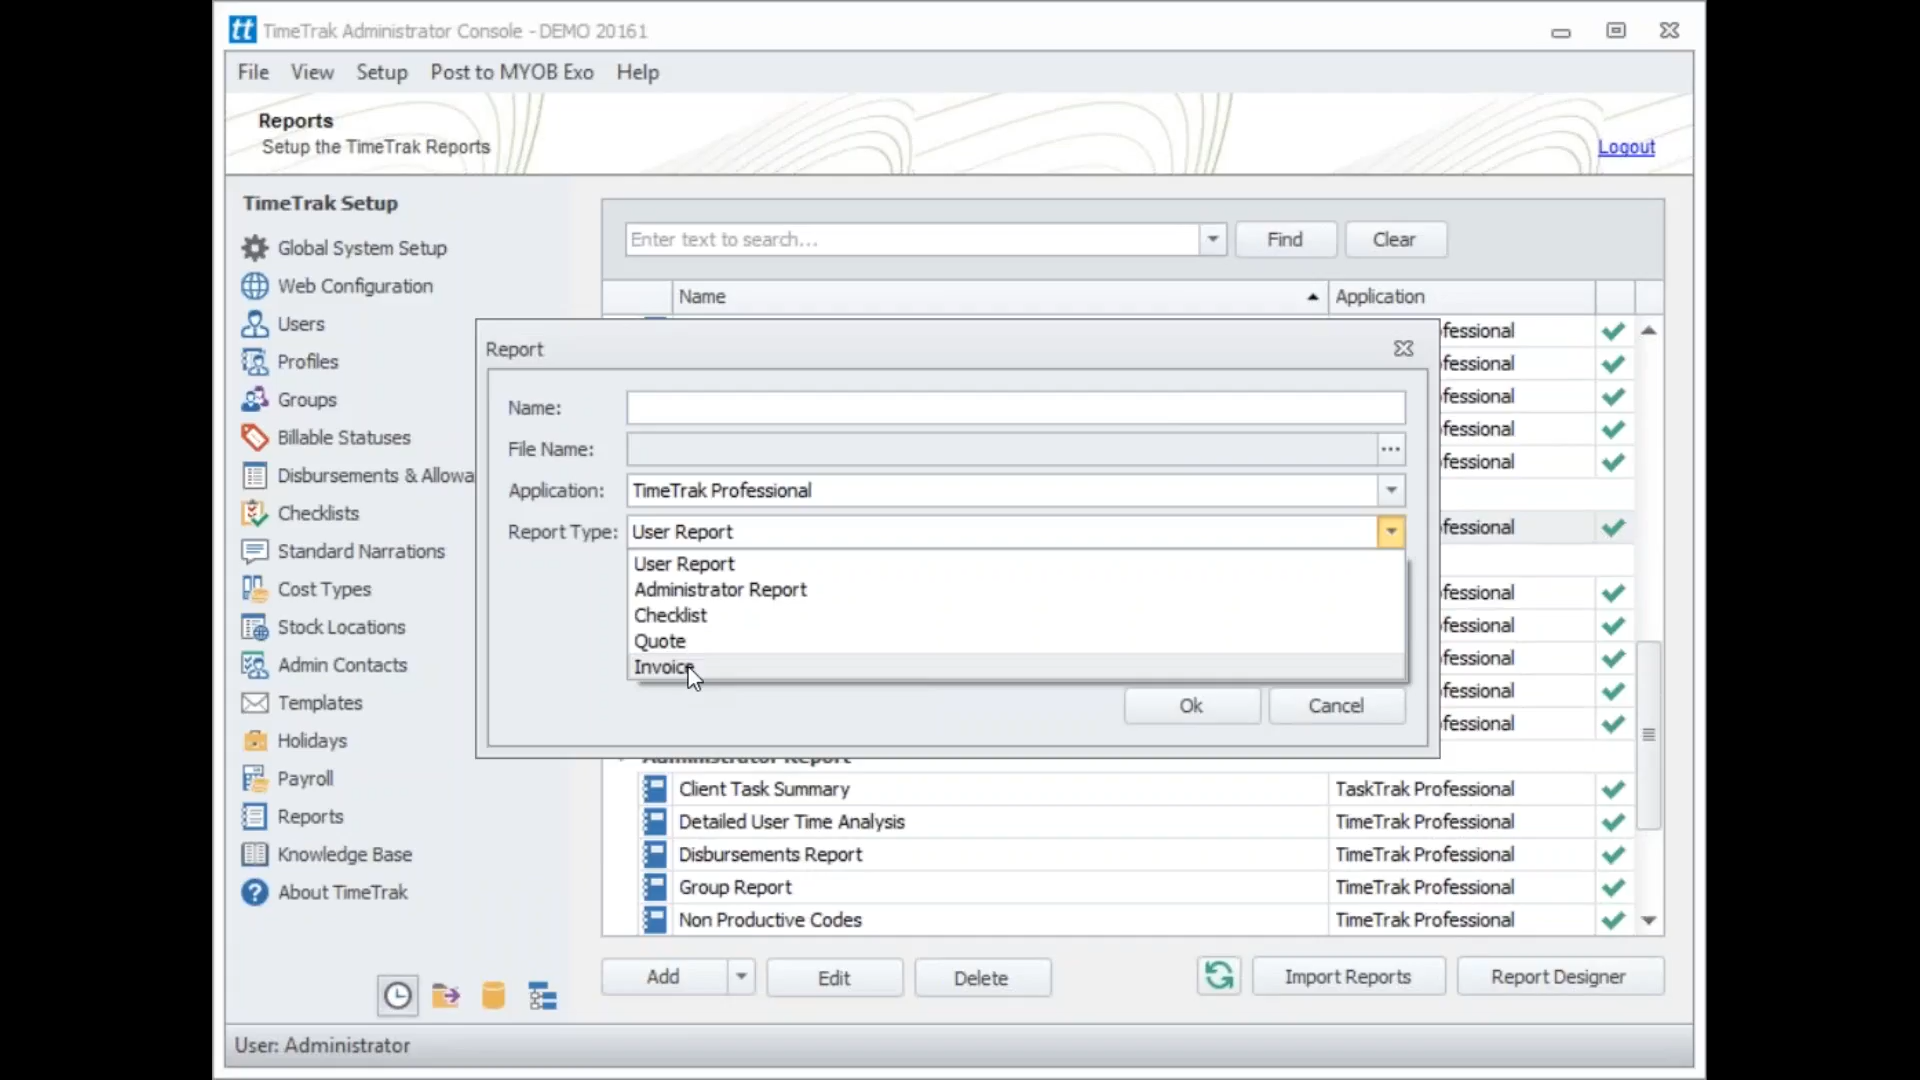 tt TimeTrak Administrator Console - DEMO 20161
File View Setup Post to MYOB Exo Help
Reports
Setup the TimeTrak Reports
Logout
TimeTrak Setup
Global System Setup
Web Configuration
Users
Profiles
Groups
Billable Statuses
Disbursements & Allowa
Checklists
Standard Narrations
Cost Types
Stock Locations
Admin Contacts
Templates
Holidays
Payroll
Reports
Knowledge Base
About TimeTrak
Enter text to search... Find Clear
Name Application
fessional
fessional
fessional
fessional
fessional
fessional
fessional
fessional
fessional
fessional
fessional
Report
Name:
File Name: ...
Application: TimeTrak Professional
Report Type: User Report
User Report
Administrator Report
Checklist
Quote
Invoice
Ok Cancel
Administrator Report
Client Task Summary TaskTrak Professional
Detailed User Time Analysis TimeTrak Professional
Disbursements Report TimeTrak Professional
Group Report TimeTrak Professional
Non Productive Codes TimeTrak Professional
Add Edit Delete Import Reports Report Designer
User: Administrator